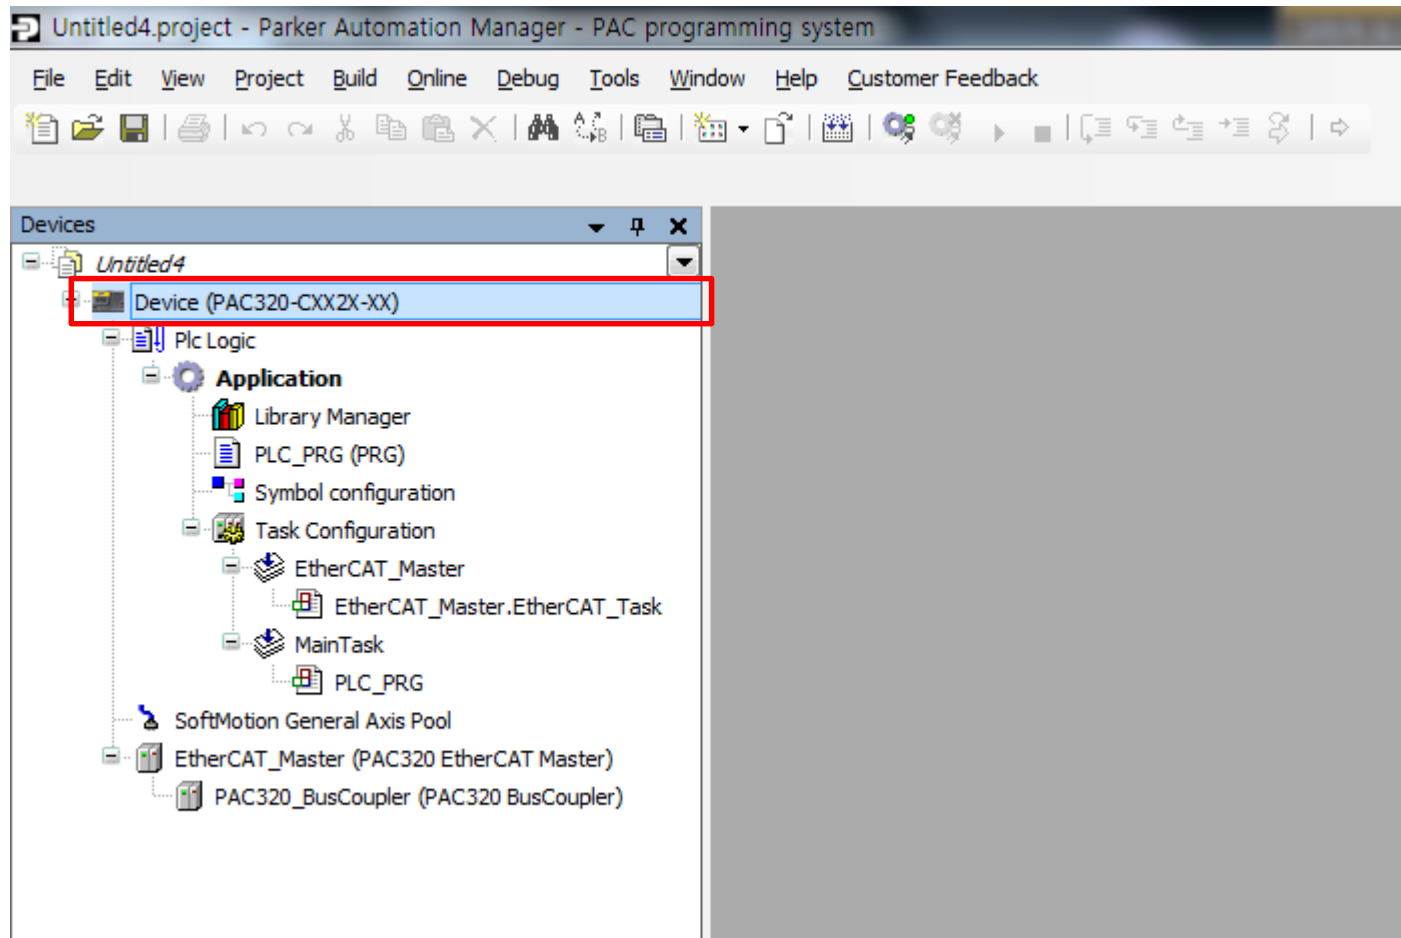 Untitled4.project - Parker Automation Manager - PAC programming system
File Edit View Project Build Online Debug Tools Window Help Customer Feedback
Devices
Untitled4
Device (PAC320-CXX2X-XX)
Plc Logic
Application
Library Manager
PLC_PRG (PRG)
Symbol configuration
Task Configuration
EtherCAT_Master
EtherCAT_Master.EtherCAT_Task
MainTask
PLC_PRG
SoftMotion General Axis Pool
EtherCAT_Master (PAC320 EtherCAT Master)
PAC320_BusCoupler (PAC320 BusCoupler)